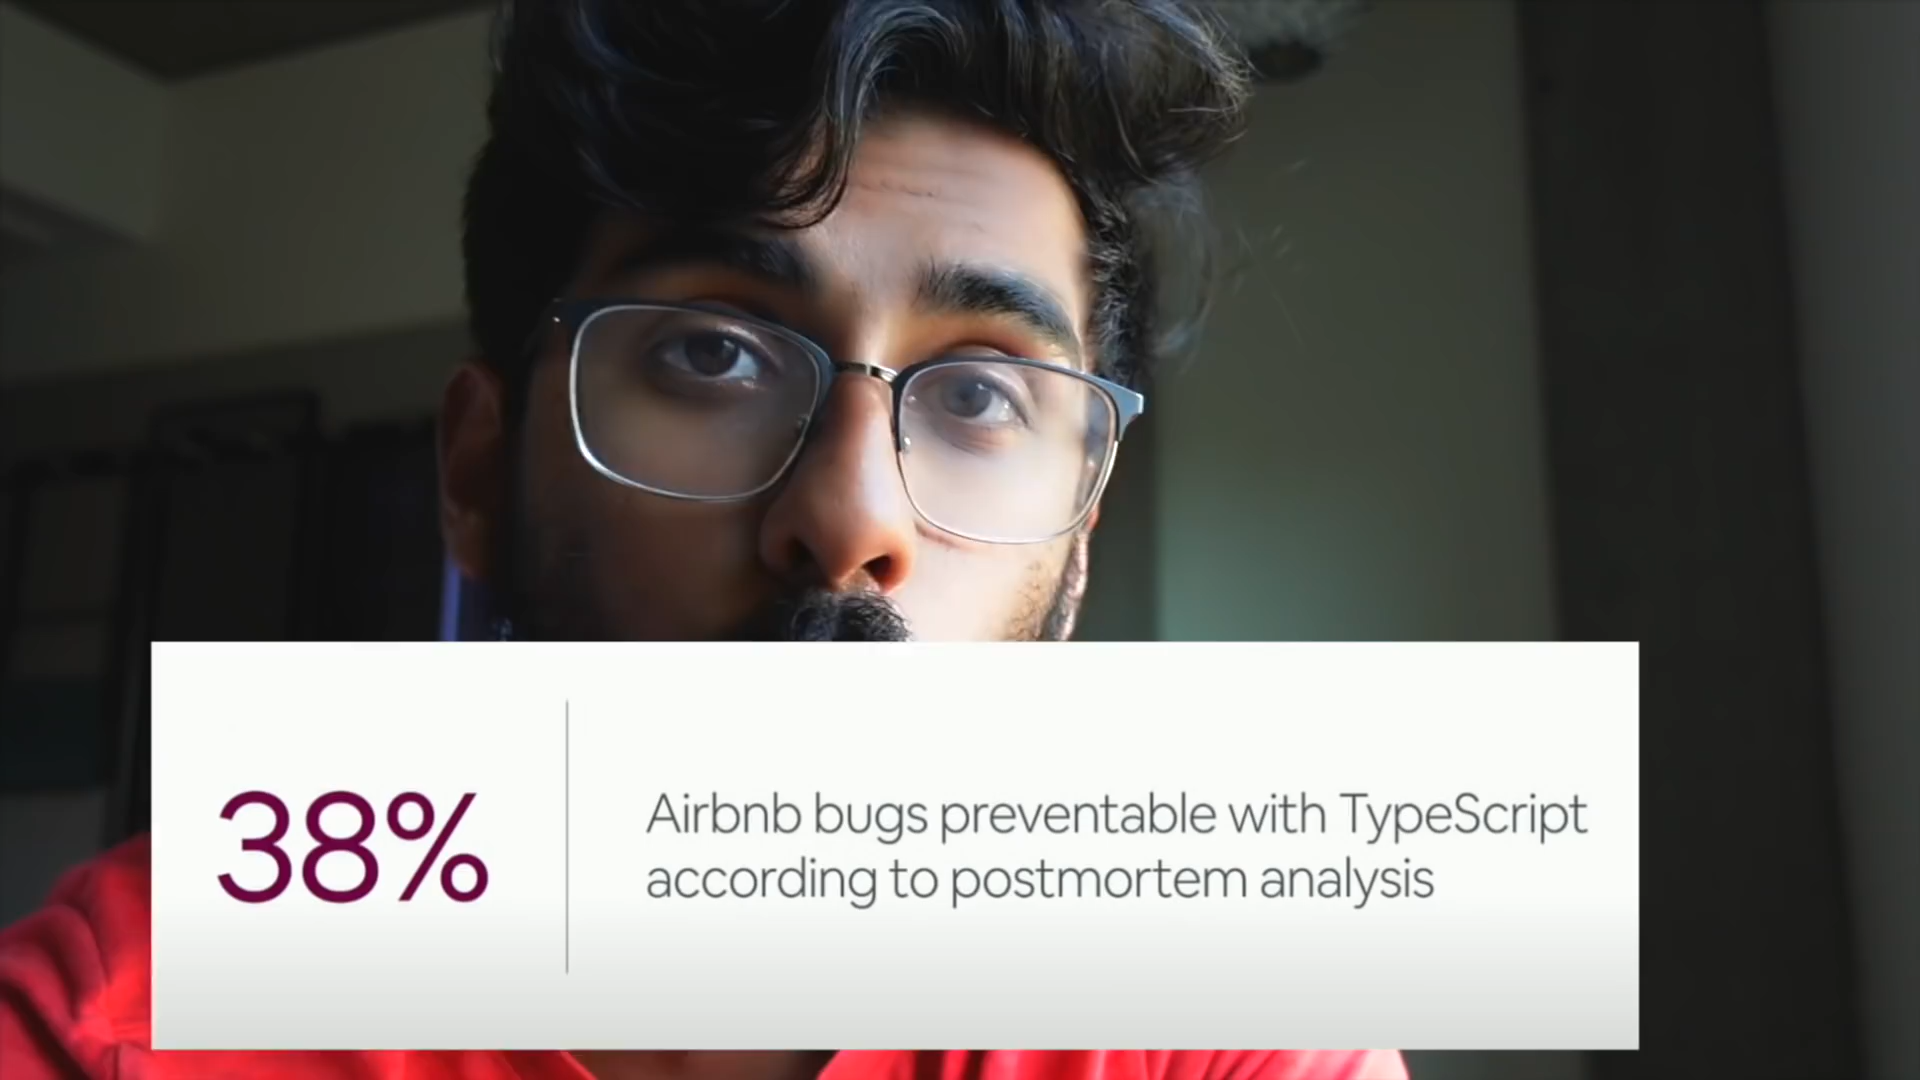 38%
Airbnb bugs preventable with TypeScript
according to postmortem analysis